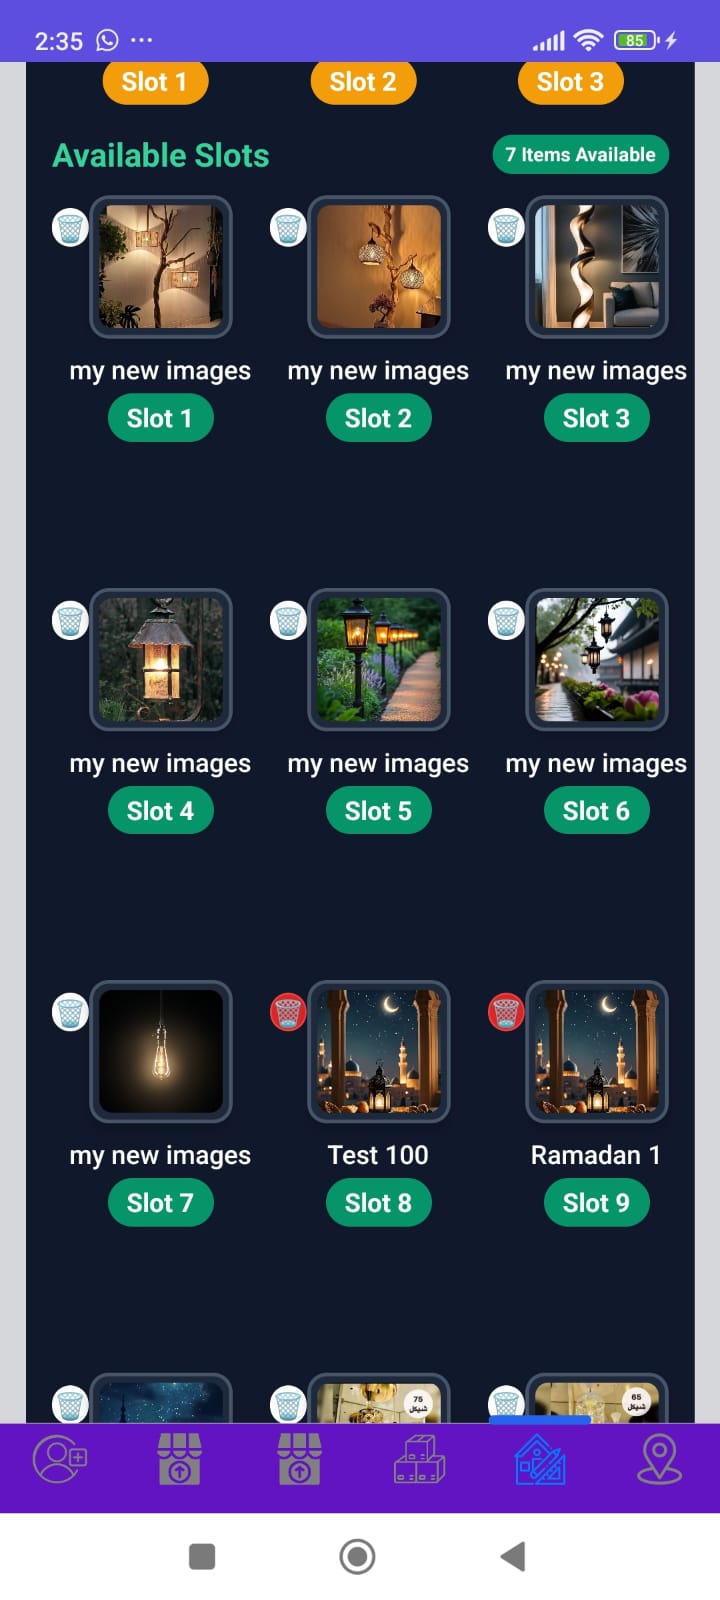 2:35
85
Slot 1 Slot 2 Slot 3
Available Slots
7 Items Available
my new images my new images my new images
Slot 1 Slot 2 Slot 3
my new images my new images my new images
Slot 4 Slot 5 Slot 6
my new images Test 100 Ramadan 1
Slot 7 Slot 8 Slot 9
75 65
شيكل شيكل